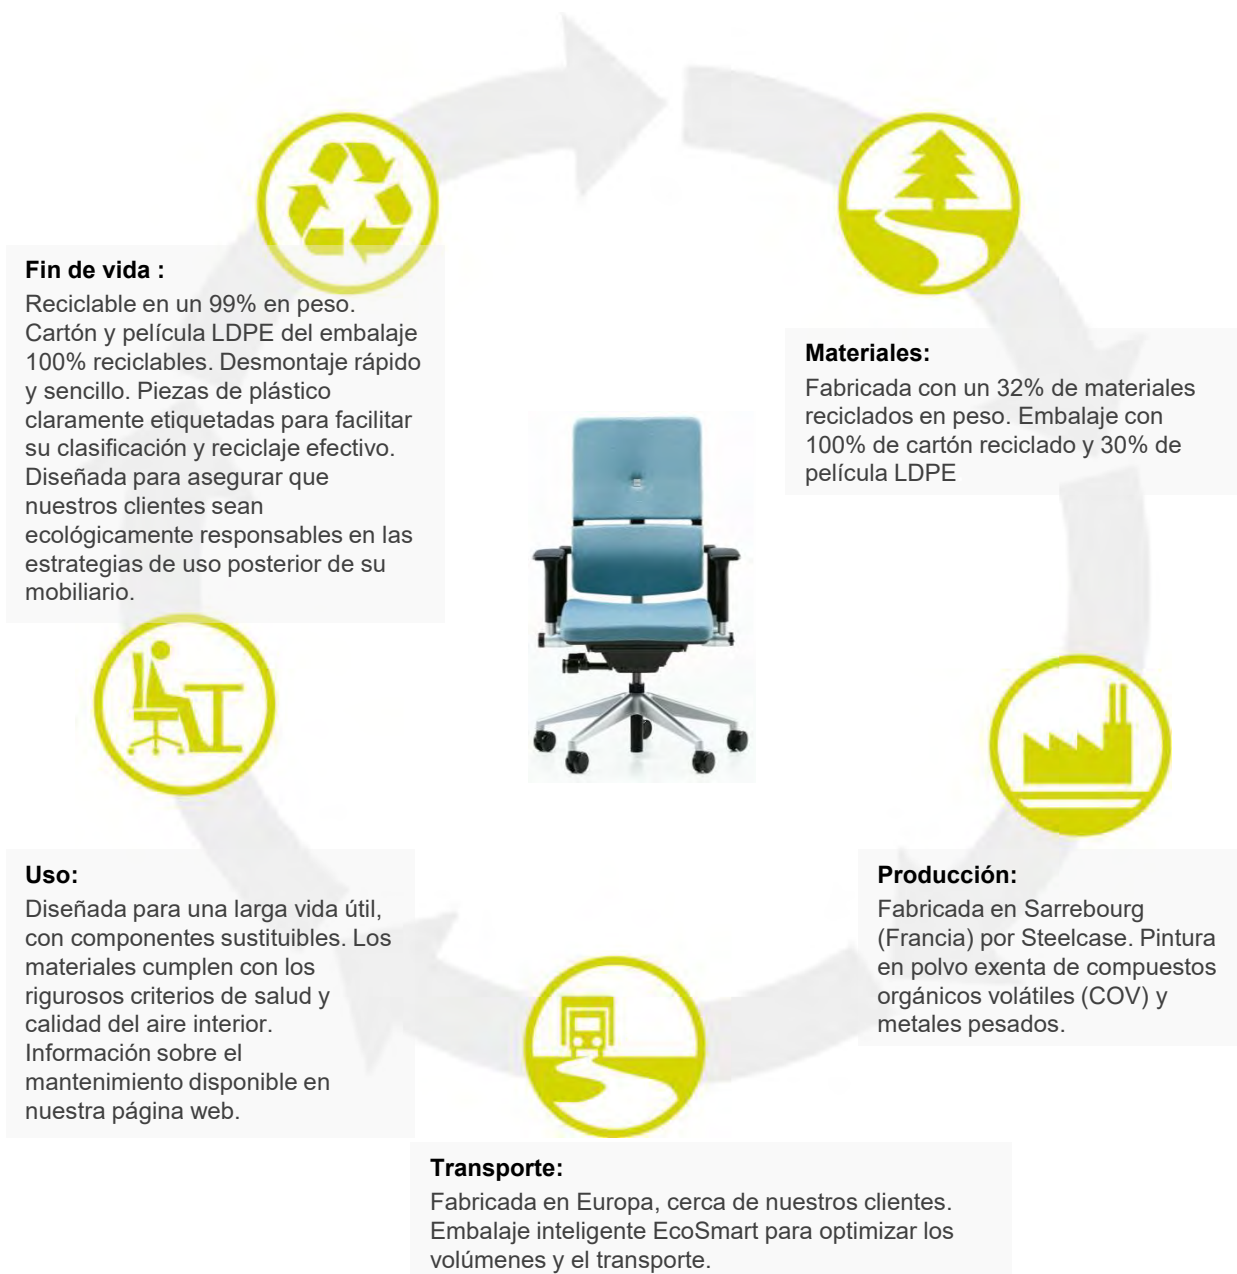 Fin de vida :
Reciclable en un 99% en peso.
Cartón y película LDPE del embalaje
100% reciclables. Desmontaje rápido
y sencillo. Piezas de plástico
claramente etiquetadas para facilitar
su clasificación y reciclaje efectivo.
Diseñada para asegurar que
nuestros clientes sean
ecológicamente responsables en las
estrategias de uso posterior de su
mobiliario.
Materiales:
Fabricada con un 32% de materiales
reciclados en peso. Embalaje con
100% de cartón reciclado y 30% de
película LDPE
Producción:
Fabricada en Sarrebourg
(Francia) por Steelcase. Pintura
en polvo exenta de compuestos
orgánicos volátiles (COV) y
metales pesados.
Uso:
Diseñada para una larga vida útil,
con componentes sustituibles. Los
materiales cumplen con los
rigurosos criterios de salud y
calidad del aire interior.
Información sobre el
mantenimiento disponible en
nuestra página web.
Transporte:
Fabricada en Europa, cerca de nuestros clientes.
Embalaje inteligente EcoSmart para optimizar los
volúmenes y el transporte.